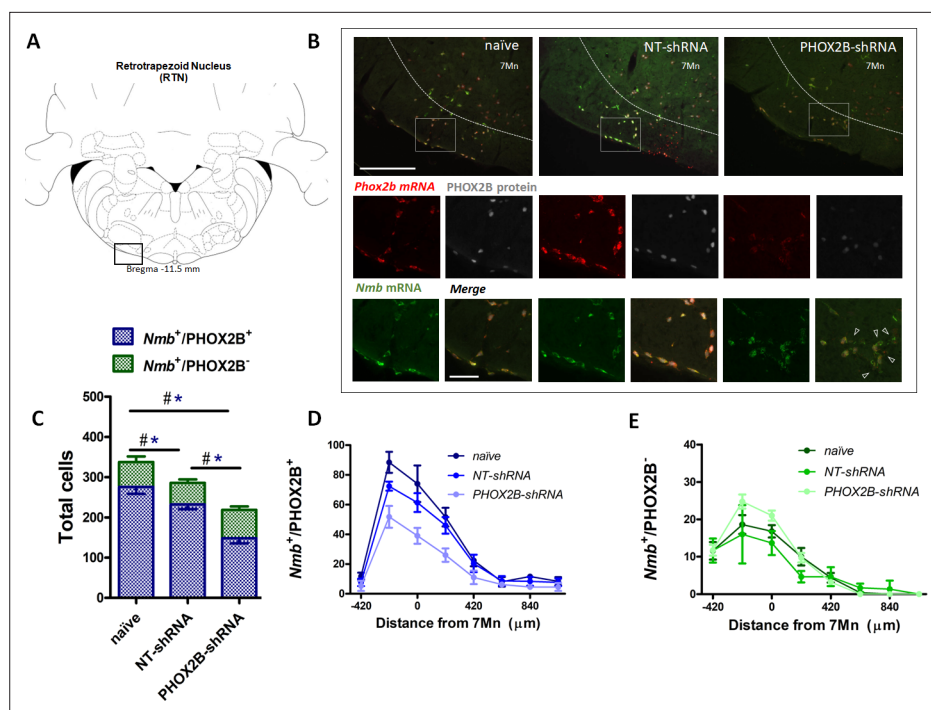 A
Retrotrapezoid Nucleus
(RTN)
Bregma -11.5 mm
B
naïve
7Mn
NT-shRNA
7Mn
PHOX2B-shRNA
7Mn
Phox2b mRNA
PHOX2B protein
Nmb mRNA
Merge
Nmb+/PHOX2B+
Nmb+/PHOX2B-
C
Total cells
500
400
300
200
100
0
# *
# *
# *
naïve
NT-shRNA
PHOX2B-shRNA
D
Nmb+/PHOX2B+
100
80
60
40
20
0
naïve
NT-shRNA
PHOX2B-shRNA
-420 0 420 840
Distance from 7Mn (μm)
E
Nmb+/PHOX2B-
40
30
20
10
0
naïve
NT-shRNA
PHOX2B-shRNA
-420 0 420 840
Distance from 7Mn (μm)